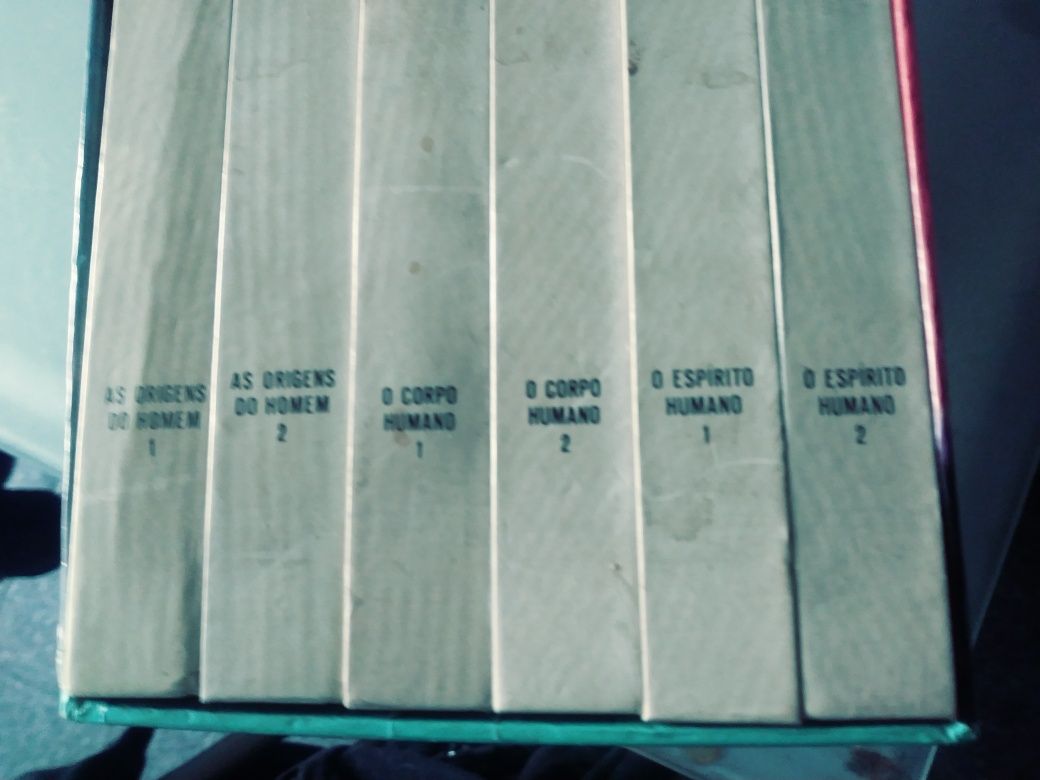 AS ORIGENS
DO HOMEM
1
AS ORIGENS
DO HOMEM
2
O CORPO
HUMANO
1
O CORPO
HUMANO
2
O ESPÍRITO
HUMANO
1
O ESPÍRITO
HUMANO
2